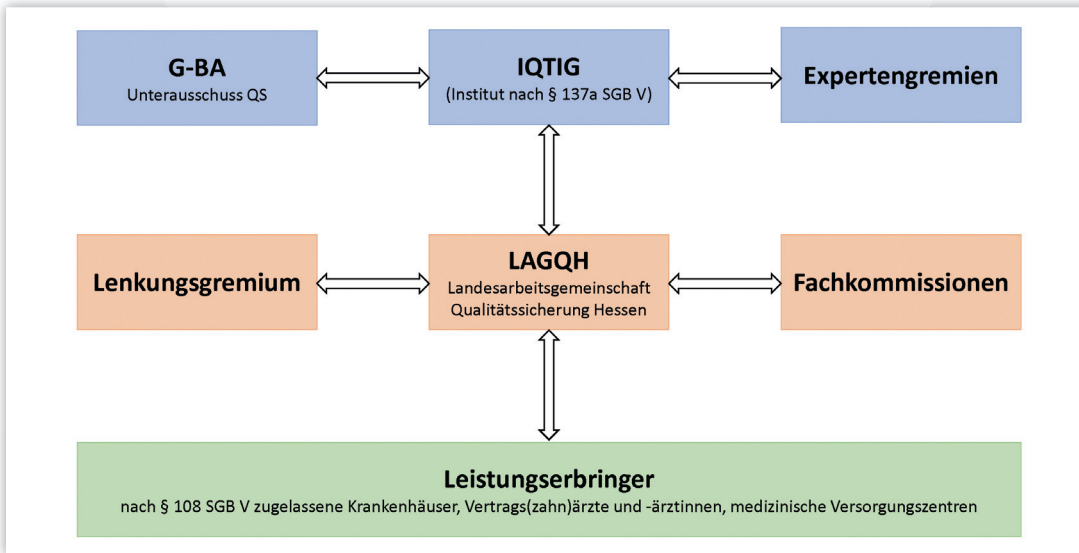 G-BA
Unterausschuss QS
IQTIG
(Institut nach § 137a SGB V)
Expertengremien
Lenkungsgremium
LAGQH
Landesarbeitsgemeinschaft
Qualitätssicherung Hessen
Fachkommissionen
Leistungserbringer
nach § 108 SGB V zugelassene Krankenhäuser, Vertrags(zahn)ärzte und -ärztinnen, medizinische Versorgungszentren